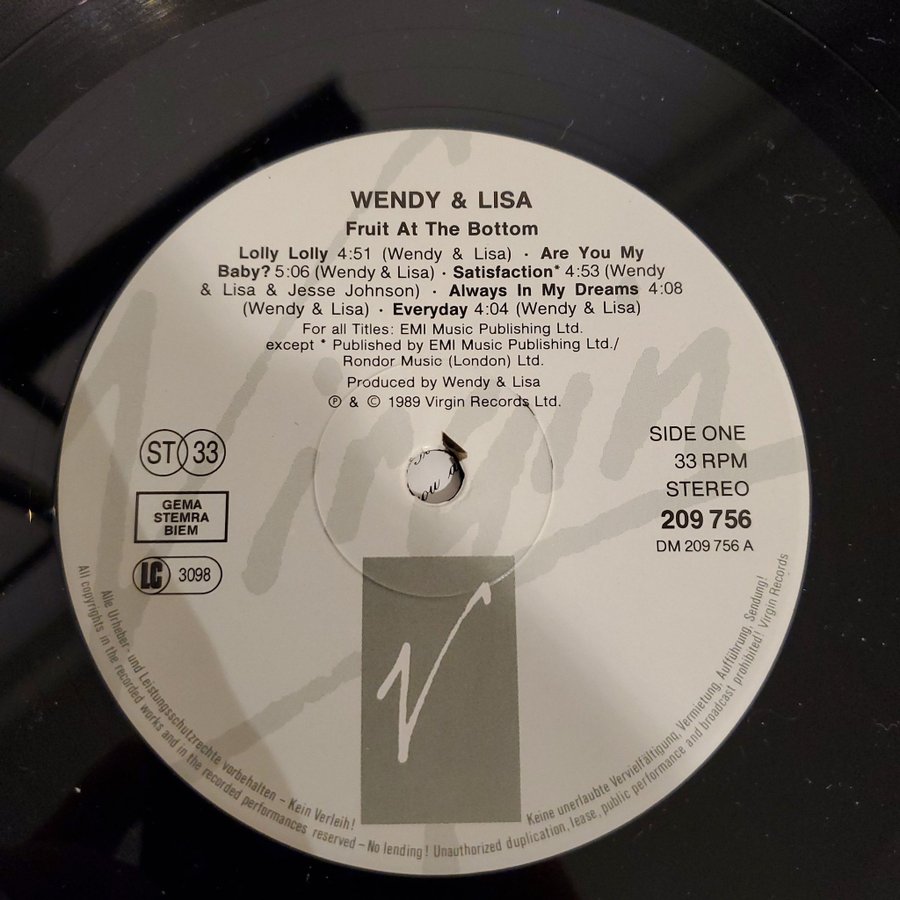 WENDY & LISA
Fruit At The Bottom
Lolly Lolly 4:51 (Wendy & Lisa) · Are You My
Baby? 5:06 (Wendy & Lisa) · Satisfaction* 4:53 (Wendy
& Lisa & Jesse Johnson) · Always In My Dreams 4:08
(Wendy & Lisa) · Everyday 4:04 (Wendy & Lisa)
For all Titles: EMI Music Publishing Ltd.
except * Published by EMI Music Publishing Ltd./
Rondor Music (London) Ltd.
Produced by Wendy & Lisa
℗ & © 1989 Virgin Records Ltd.
Virgin
ST 33
GEMA
STEMRA
BIEM
LC 3098
SIDE ONE
33 RPM
STEREO
209 756
DM 209 756 A
V
Alle Urheber- und Leistungsschutzrechte vorbehalten – Kein Verleih! Keine unerlaubte Vervielfältigung, Vermietung, Aufführung, Sendung!
All copyrights in the recorded works and in the recorded performances reserved – No lending! Unauthorized duplication, lease, public performance and broadcast prohibited! Virgin Records